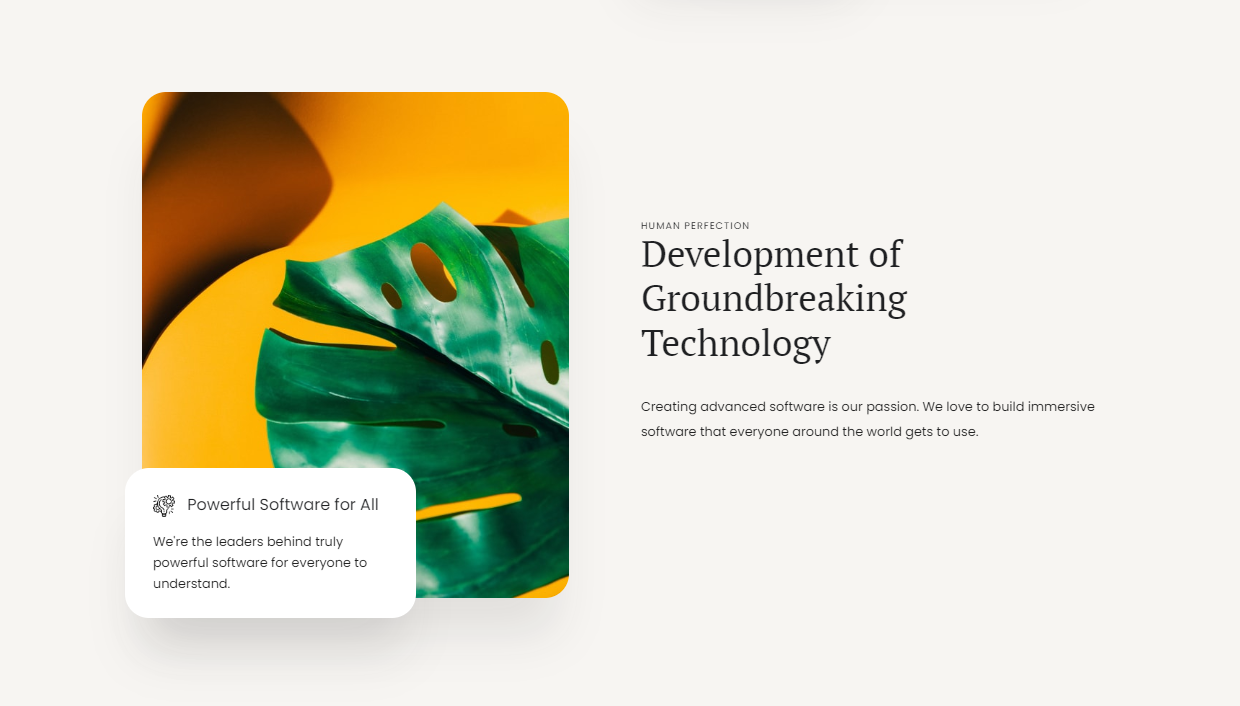 HUMAN PERFECTION
Development of
Groundbreaking
Technology
Creating advanced software is our passion. We love to build immersive
software that everyone around the world gets to use.
Powerful Software for All
We're the leaders behind truly
powerful software for everyone to
understand.